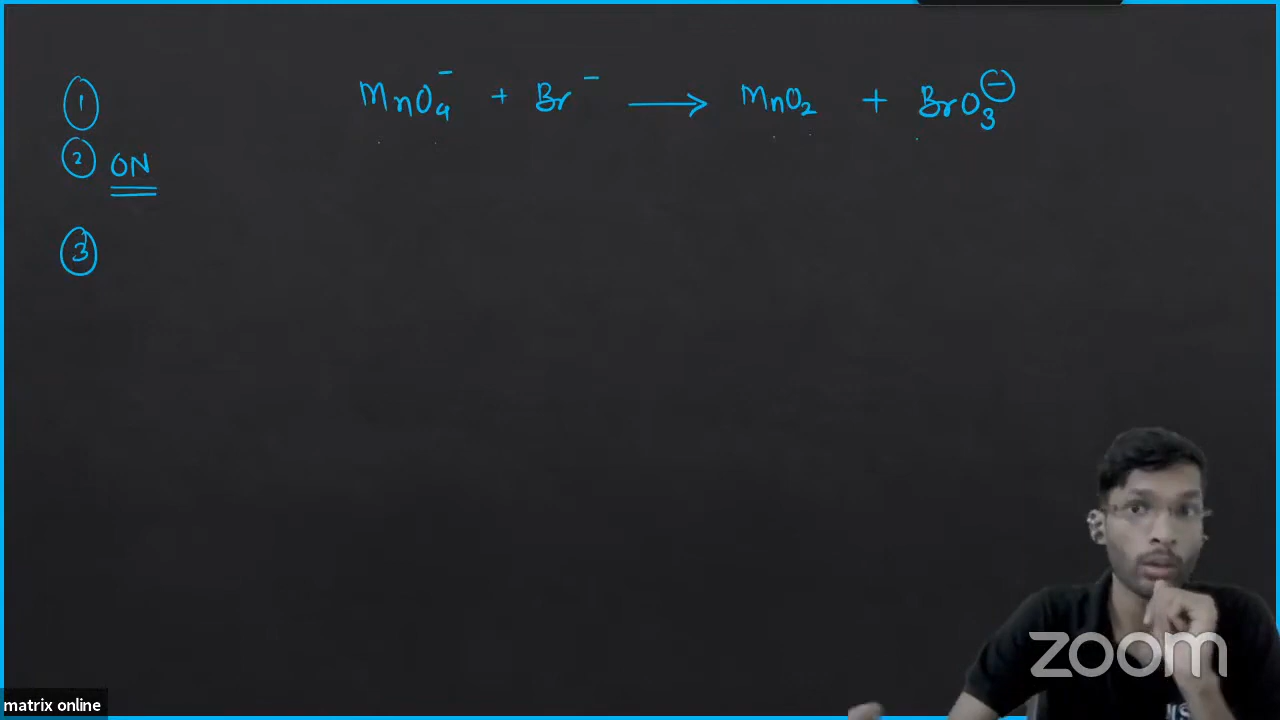 ① MnO₄⁻ + Br⁻ ⟶ MnO₂ + BrO₃⊖
② ON
③
zoom
matrix online